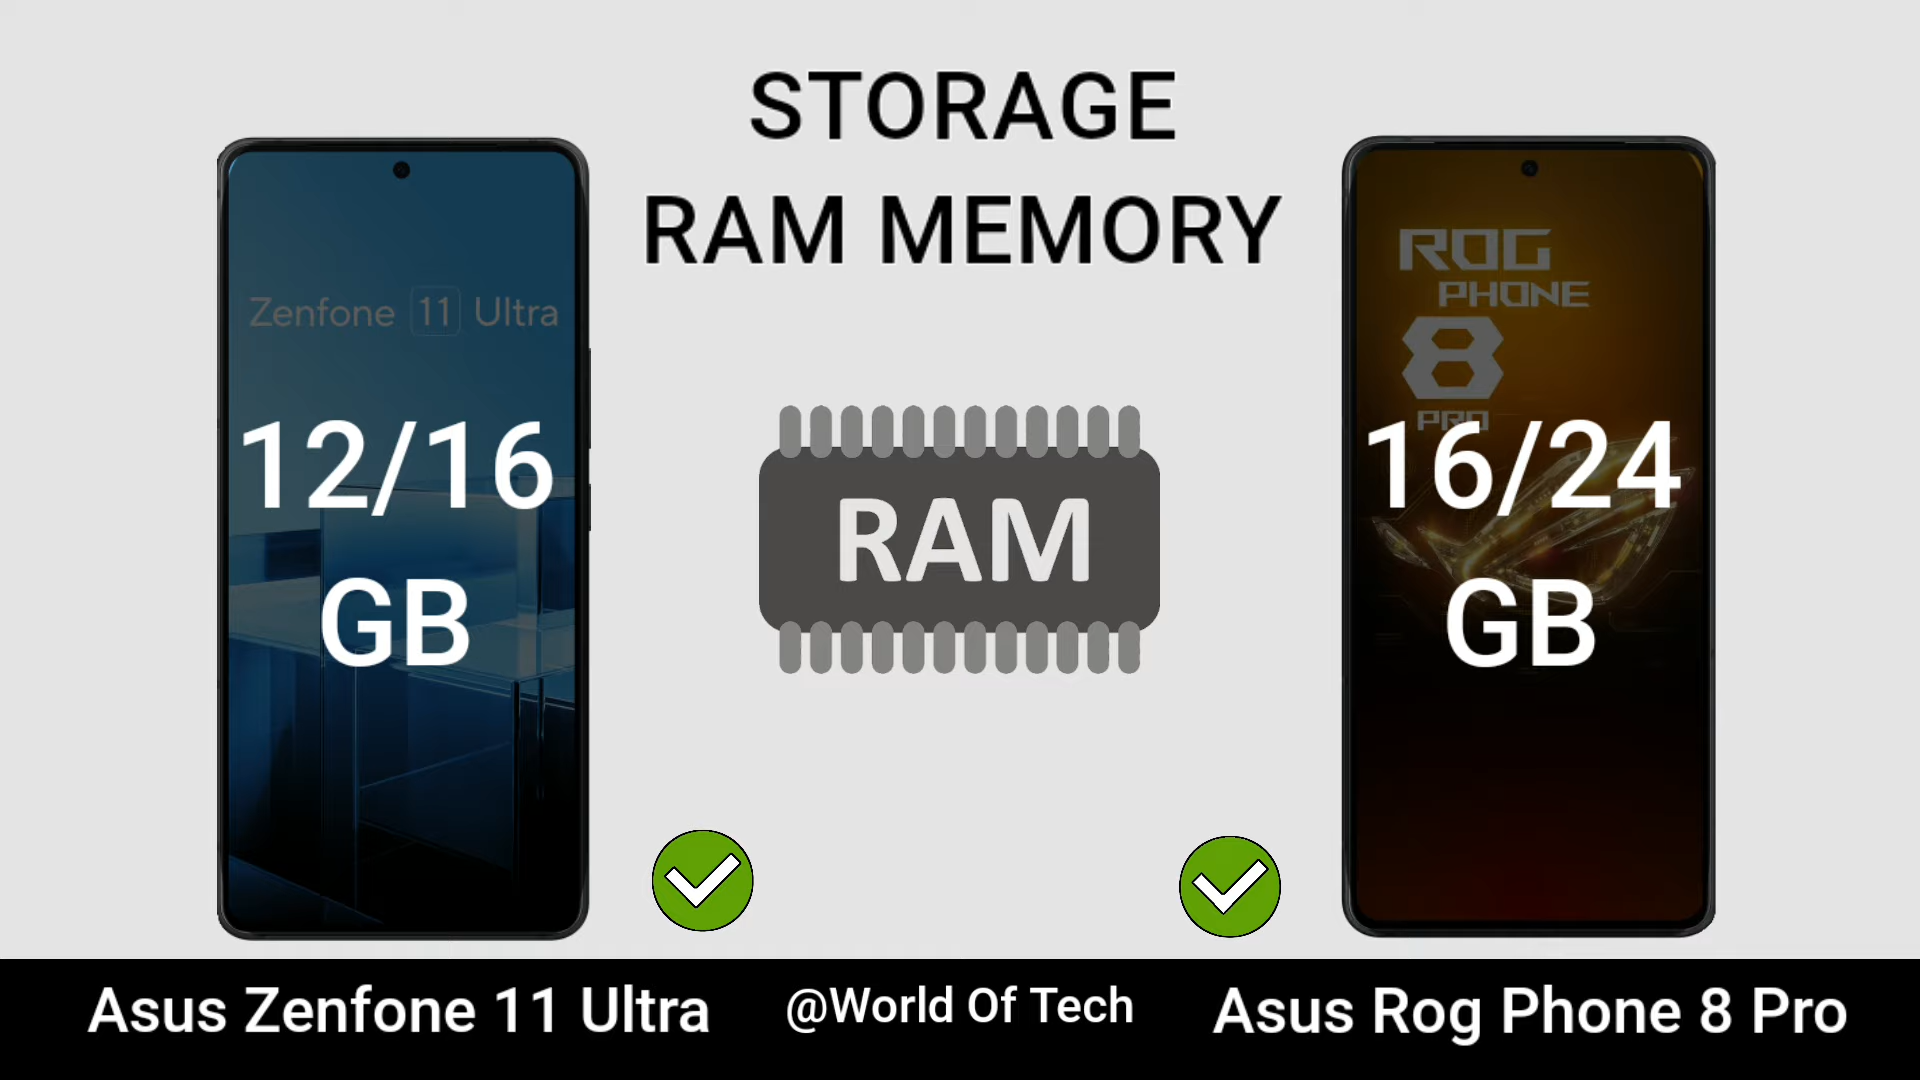 STORAGE
RAM MEMORY
Zenfone 11 Ultra
12/16
GB
RAM
ROG
PHONE
8
PRO
16/24
GB
Asus Zenfone 11 Ultra
@World Of Tech
Asus Rog Phone 8 Pro